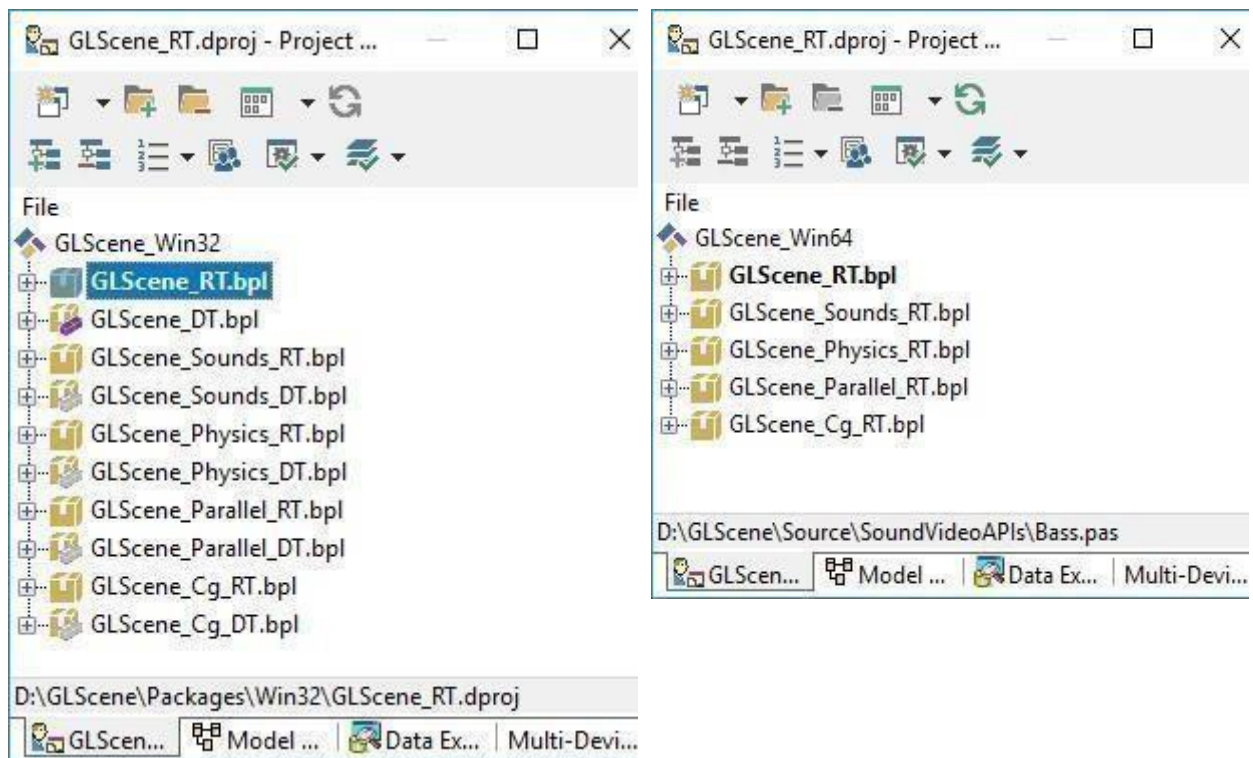 GLScene_RT.dproj - Project ...
File
GLScene_Win32
GLScene_RT.bpl
GLScene_DT.bpl
GLScene_Sounds_RT.bpl
GLScene_Sounds_DT.bpl
GLScene_Physics_RT.bpl
GLScene_Physics_DT.bpl
GLScene_Parallel_RT.bpl
GLScene_Parallel_DT.bpl
GLScene_Cg_RT.bpl
GLScene_Cg_DT.bpl
D:\GLScene\Packages\Win32\GLScene_RT.dproj
GLScen... Model ... Data Ex... Multi-Devi...
GLScene_RT.dproj - Project ...
File
GLScene_Win64
GLScene_RT.bpl
GLScene_Sounds_RT.bpl
GLScene_Physics_RT.bpl
GLScene_Parallel_RT.bpl
GLScene_Cg_RT.bpl
D:\GLScene\Source\SoundVideoAPIs\Bass.pas
GLScen... Model ... Data Ex... Multi-Devi...